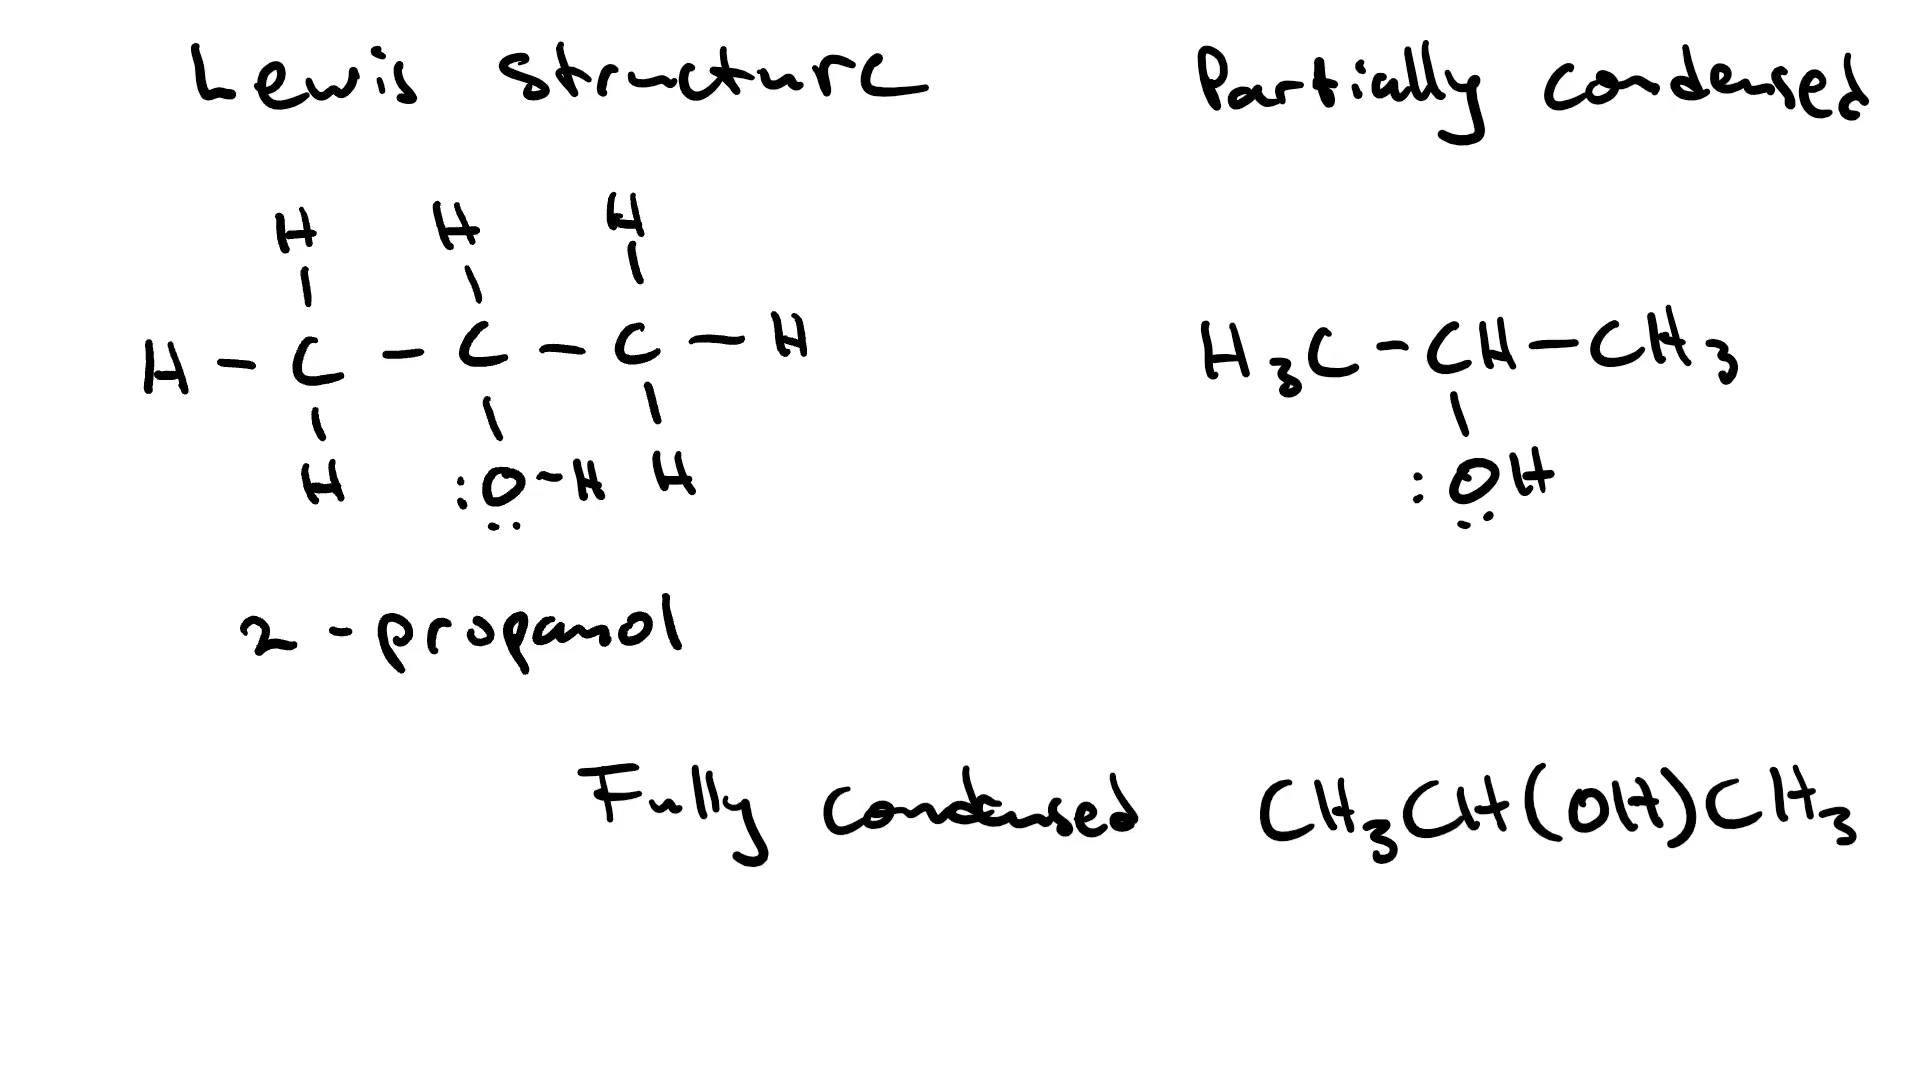 Lewis structure
Partially condensed
H H H
H - C - C - C - H
H :O-H H
H3C - CH - CH3
:OH
2 - propanol
Fully condensed CH3CH(OH)CH3